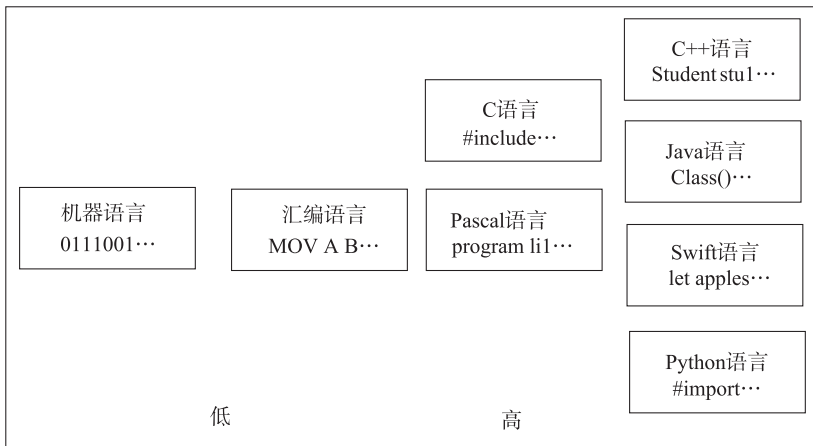 机器语言
0111001…
汇编语言
MOV A B…
C语言
#include…
Pascal语言
program li1…
C++语言
Student stu1…
Java语言
Class()…
Swift语言
let apples…
Python语言
#import…
低
高